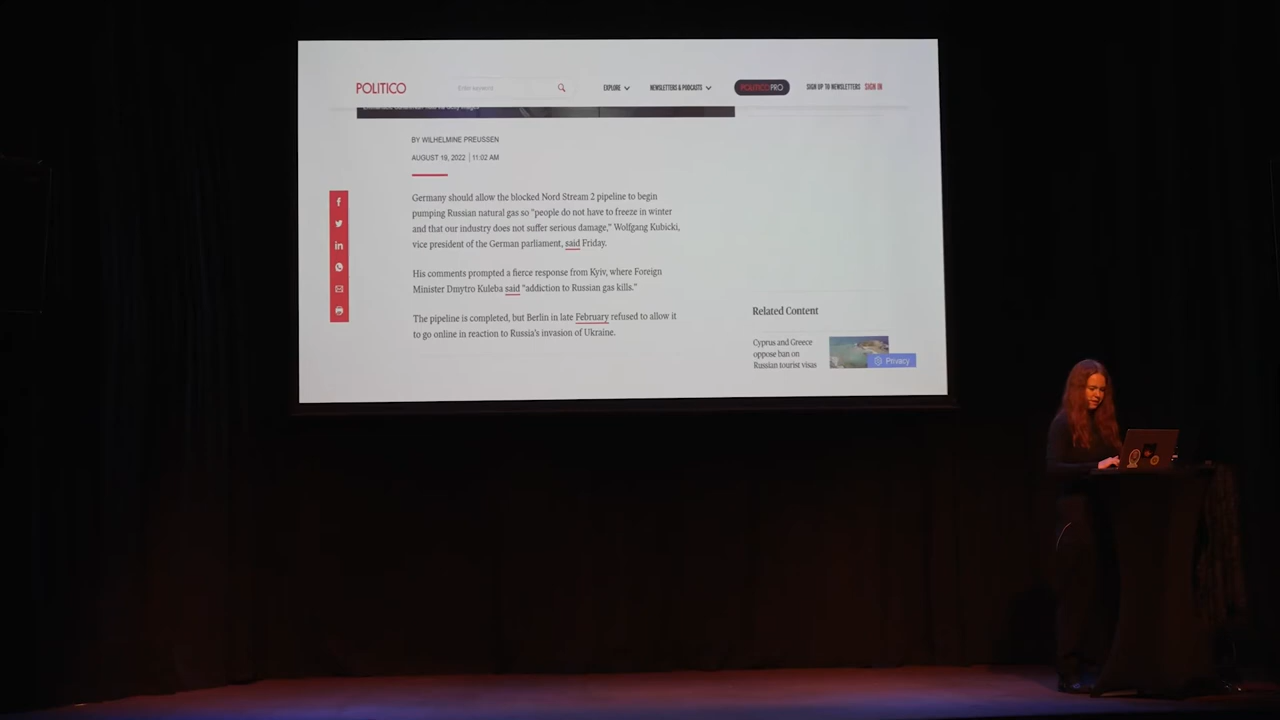 POLITICO
Enter keyword
EXPLORE
NEWSLETTERS & PODCASTS
POLITICO PRO
SIGN UP TO NEWSLETTERS
SIGN IN
BY WILHELMINE PREUSSEN
AUGUST 19, 2022 | 11:02 AM
Germany should allow the blocked Nord Stream 2 pipeline to begin
pumping Russian natural gas so “people do not have to freeze in winter
and that our industry does not suffer serious damage,” Wolfgang Kubicki,
vice president of the German parliament, said Friday.
His comments prompted a fierce response from Kyiv, where Foreign
Minister Dmytro Kuleba said “addiction to Russian gas kills.”
The pipeline is completed, but Berlin in late February refused to allow it
to go online in reaction to Russia’s invasion of Ukraine.
Related Content
Cyprus and Greece
oppose ban on
Russian tourist visas
Privacy